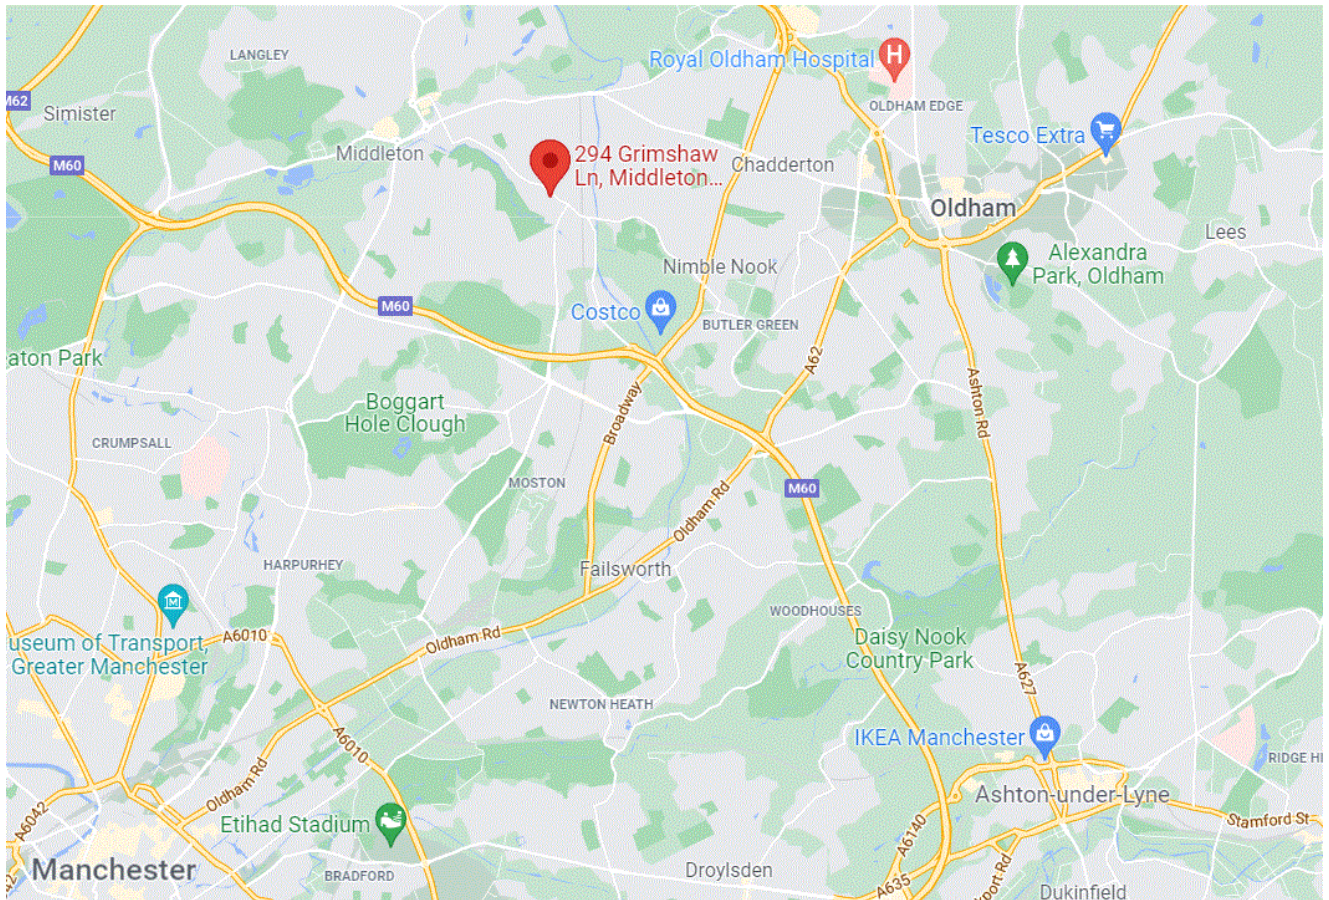 LANGLEY
Royal Oldham Hospital
H
M62
Simister
OLDHAM EDGE
Tesco Extra
M60
Middleton
294 Grimshaw
Ln, Middleton...
Chadderton
Oldham
Lees
Alexandra
Park, Oldham
Nimble Nook
M60
Costco
BUTLER GREEN
eaton Park
A62
Ashton Rd
Boggart
Hole Clough
Broadway
CRUMPSALL
MOSTON
M60
Oldham Rd
HARPURHEY
Failsworth
WOODHOUSES
useum of Transport,
Greater Manchester
A6010
Oldham Rd
Daisy Nook
Country Park
A627
NEWTON HEATH
A6010
IKEA Manchester
RIDGE HI
Oldham Rd
Ashton-under-Lyne
A6042
Etihad Stadium
A6140
Stamford St
Manchester
BRADFORD
Droylsden
A635
port Rd
Dukinfield